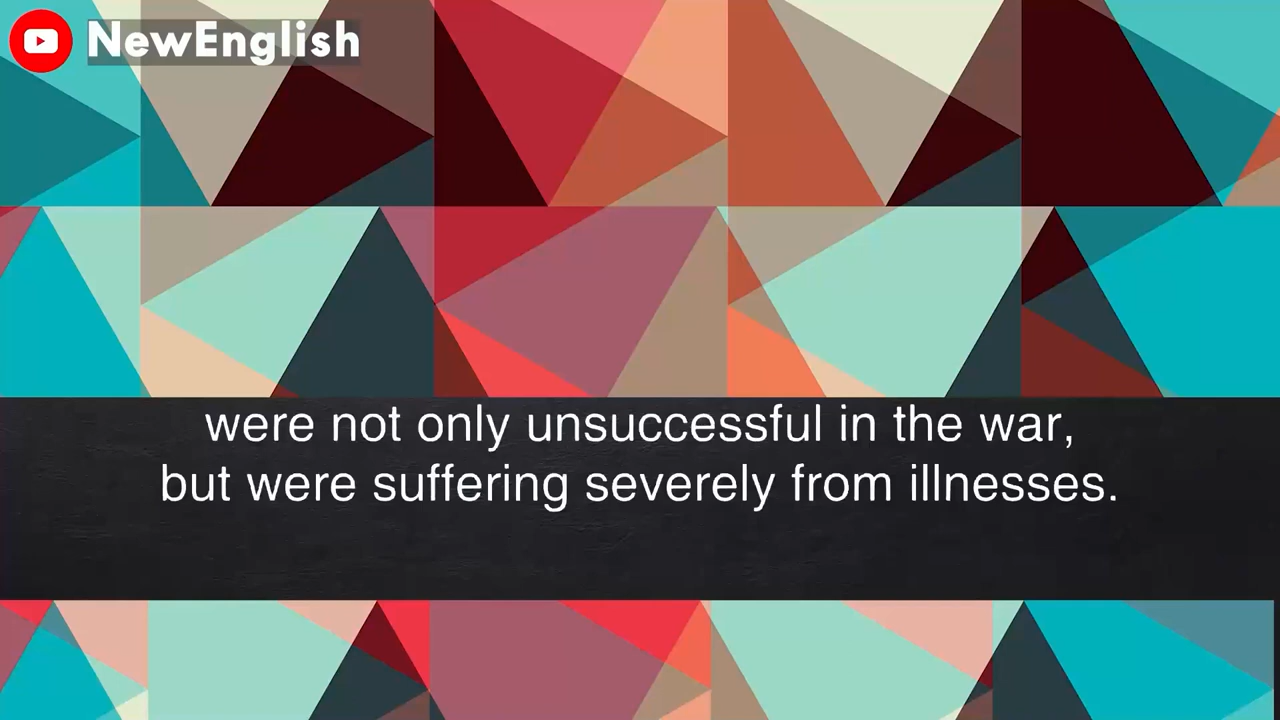 NewEnglish
were not only unsuccessful in the war,
but were suffering severely from illnesses.